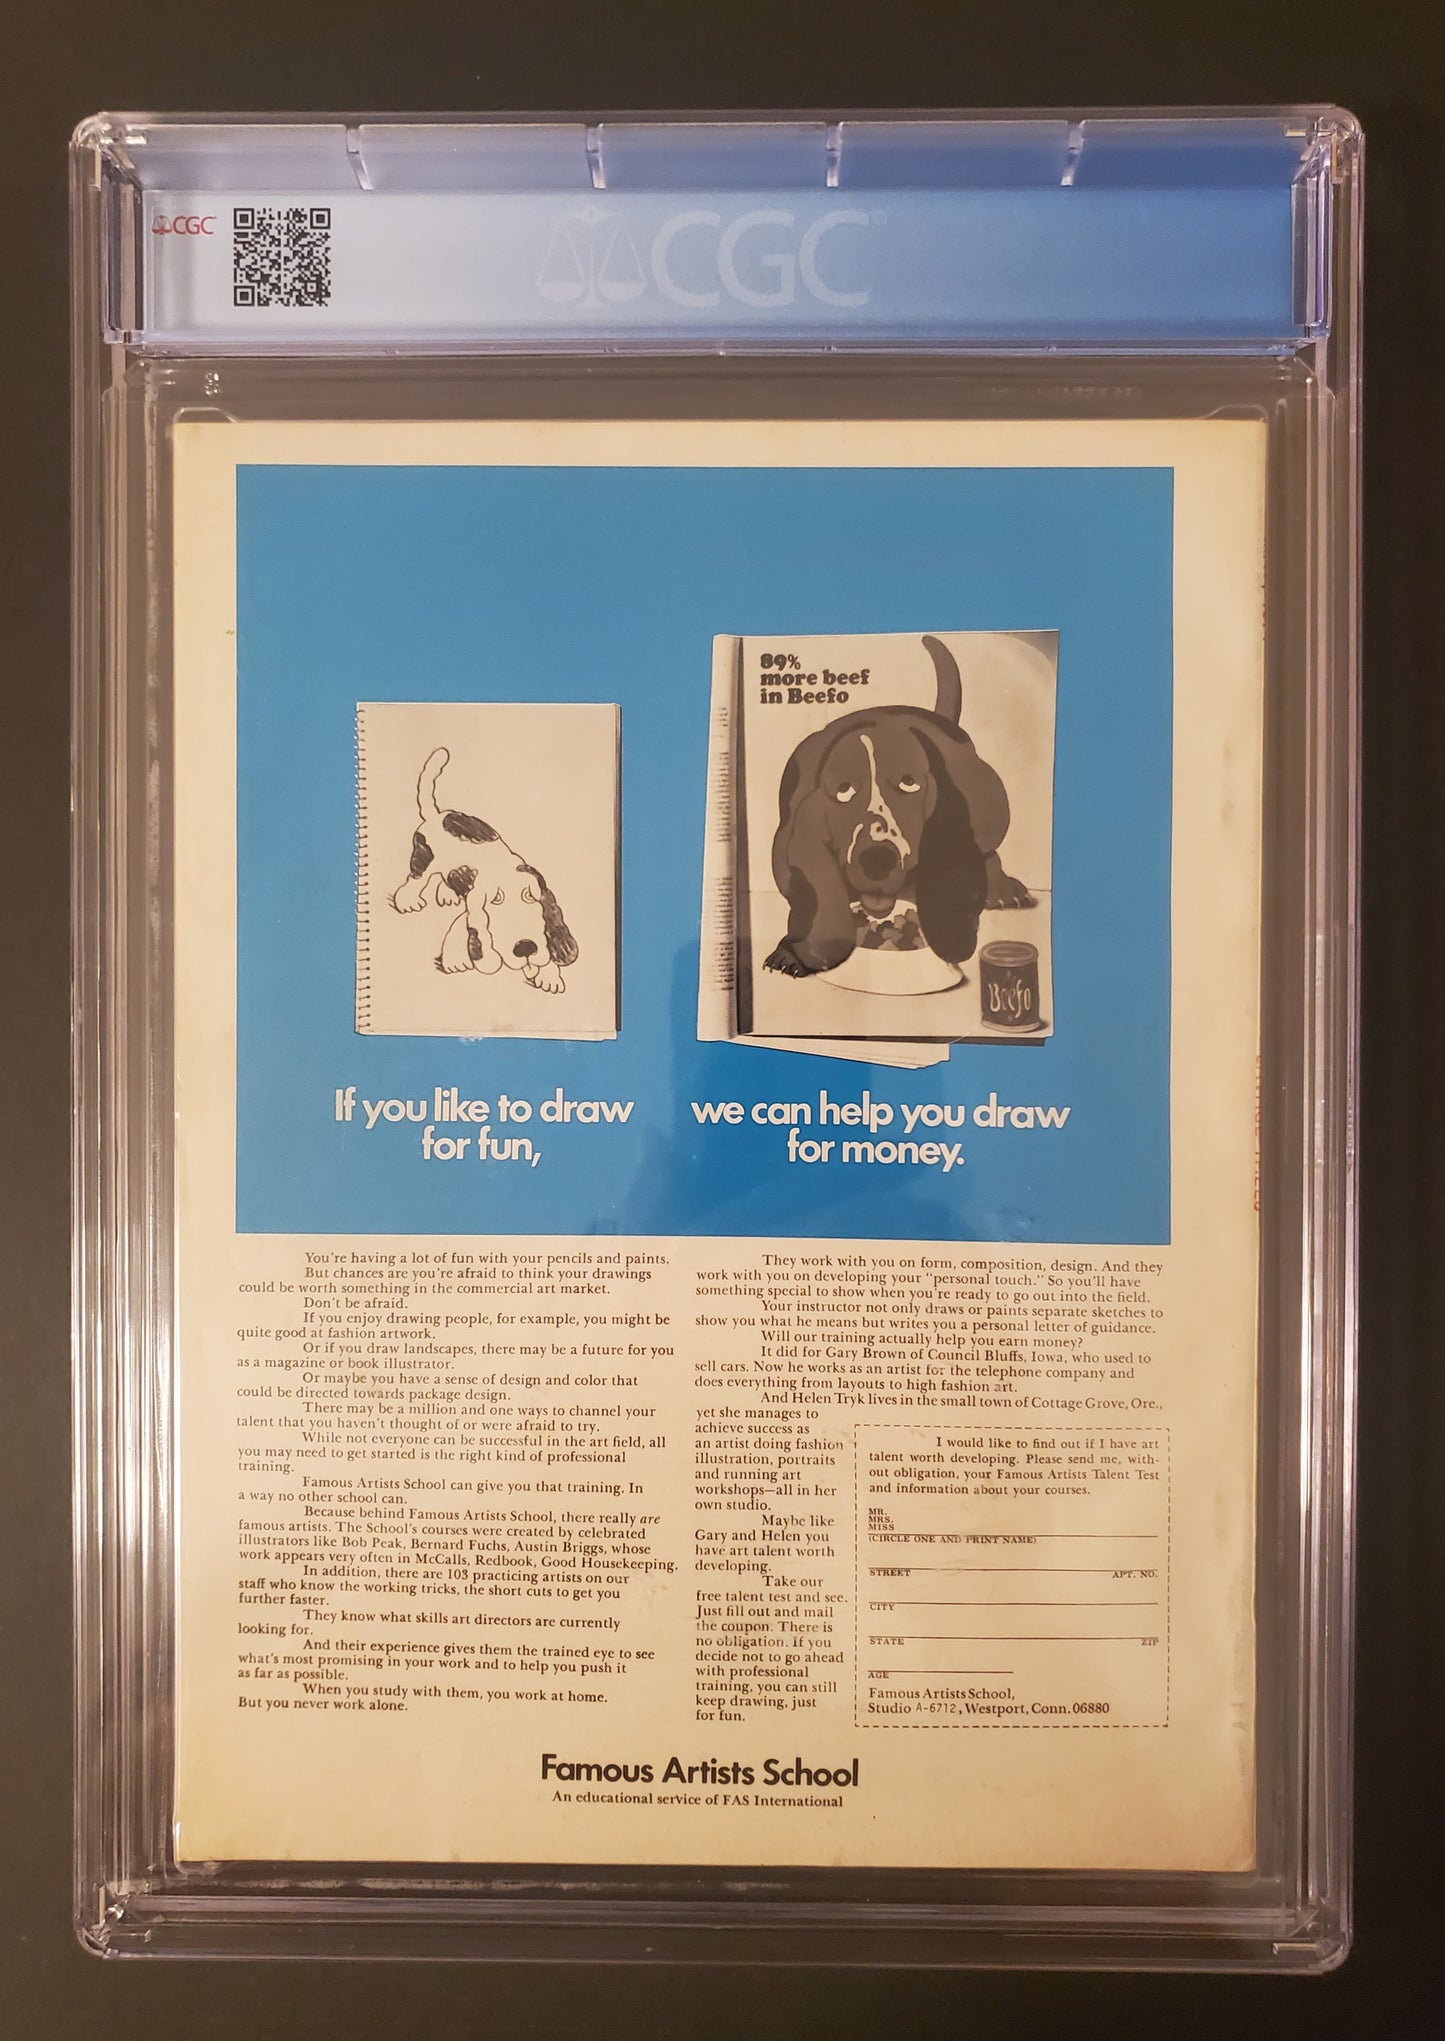 CGC
CGC
89%
more beef
in Beefo
Beefo
If you like to draw
for fun,
we can help you draw
for money.
You're having a lot of fun with your pencils and paints.
But chances are you're afraid to think your drawings
could be worth something in the commercial art market.
Don't be afraid.
If you enjoy drawing people, for example, you might be
quite good at fashion artwork.
Or if you draw landscapes, there may be a future for you
as a magazine or book illustrator.
Or maybe you have a sense of design and color that
could be directed towards package design.
There may be a million and one ways to channel your
talent that you haven't thought of or were afraid to try.
While not everyone can be successful in the art field, all
you may need to get started is the right kind of professional
training.
Famous Artists School can give you that training. In
a way no other school can.
Because behind Famous Artists School, there really are
famous artists. The School's courses were created by celebrated
illustrators like Bob Peak, Bernard Fuchs, Austin Briggs, whose
work appears very often in McCalls, Redbook, Good Housekeeping.
In addition, there are 103 practicing artists on our
staff who know the working tricks, the short cuts to get you
further faster.
They know what skills art directors are currently
looking for.
And their experience gives them the trained eye to see
what's most promising in your work and to help you push it
as far as possible.
When you study with them, you work at home.
But you never work alone.
They work with you on form, composition, design. And they
work with you on developing your "personal touch." So you'll have
something special to show when you're ready to go out into the field.
Your instructor not only draws or paints separate sketches to
show you what he means but writes you a personal letter of guidance.
Will our training actually help you earn money?
It did for Gary Brown of Council Bluffs, Iowa, who used to
sell cars. Now he works as an artist for the telephone company and
does everything from layouts to high fashion art.
And Helen Tryk lives in the small town of Cottage Grove, Ore.,
yet she manages to
achieve success as
an artist doing fashion
illustration, portraits
and running art
workshops—all in her
own studio.
Maybe like
Gary and Helen you
have art talent worth
developing.
Take our
free talent test and see.
Just fill out and mail
the coupon. There is
no obligation. If you
decide not to go ahead
with professional
training, you can still
keep drawing, just
for fun.
I would like to find out if I have art
talent worth developing. Please send me, with-
out obligation, your Famous Artists Talent Test
and information about your courses.
MR.
MRS.
MISS
(CIRCLE ONE AND PRINT NAME)
STREET APT. NO.
CITY
STATE ZIP
AGE
Famous Artists School,
Studio A-6712, Westport, Conn. 06880
Famous Artists School
An educational service of FAS International